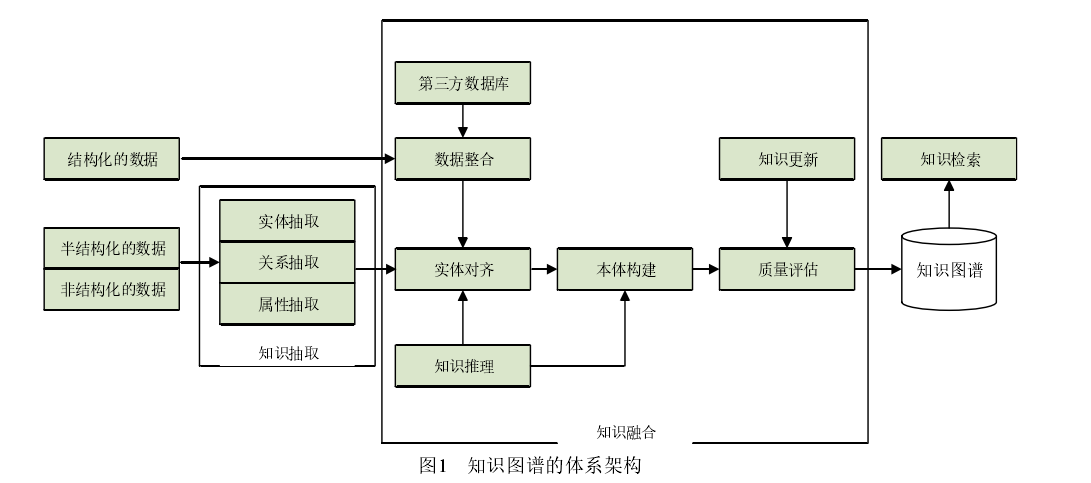 第三方数据库
结构化的数据
数据整合
知识更新
知识检索
实体抽取
半结构化的数据
关系抽取
非结构化的数据
属性抽取
知识抽取
实体对齐
本体构建
质量评估
知识图谱
知识推理
知识融合
图1 知识图谱的体系架构